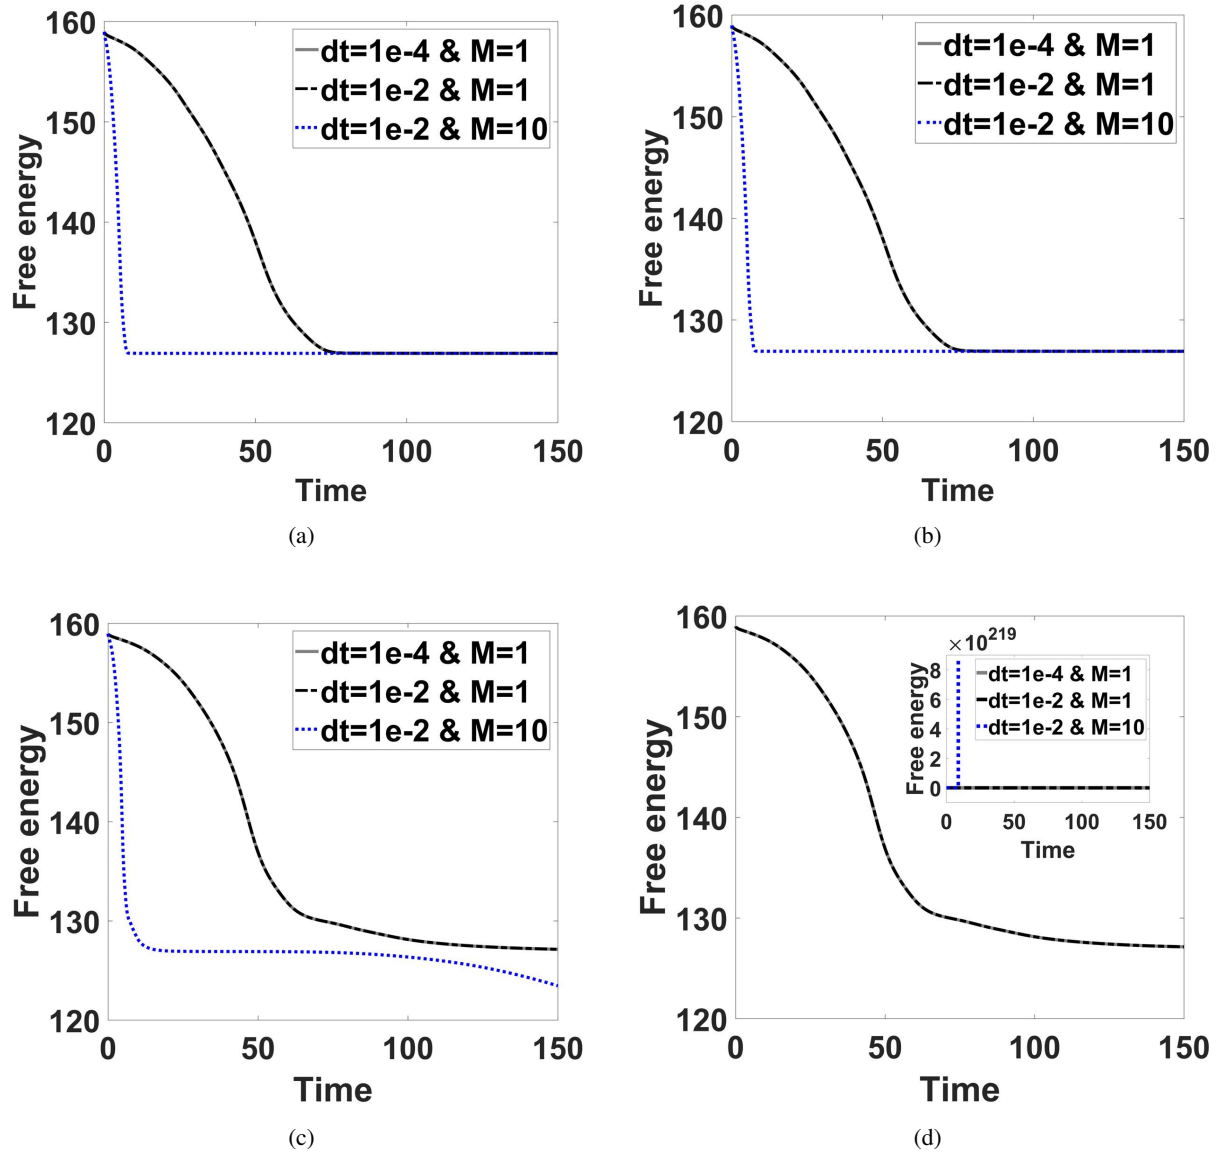 160
150
140
130
120
Free energy
dt=1e-4 & M=1
dt=1e-2 & M=1
dt=1e-2 & M=10
0 50 100 150
Time
(a)
160
150
140
130
120
Free energy
dt=1e-4 & M=1
dt=1e-2 & M=1
dt=1e-2 & M=10
0 50 100 150
Time
(b)
160
150
140
130
120
Free energy
dt=1e-4 & M=1
dt=1e-2 & M=1
dt=1e-2 & M=10
0 50 100 150
Time
(c)
160
150
140
130
120
Free energy
×10^219
8
6
4
2
0
Free energy
dt=1e-4 & M=1
dt=1e-2 & M=1
dt=1e-2 & M=10
0 50 100 150
Time
0 50 100 150
Time
(d)